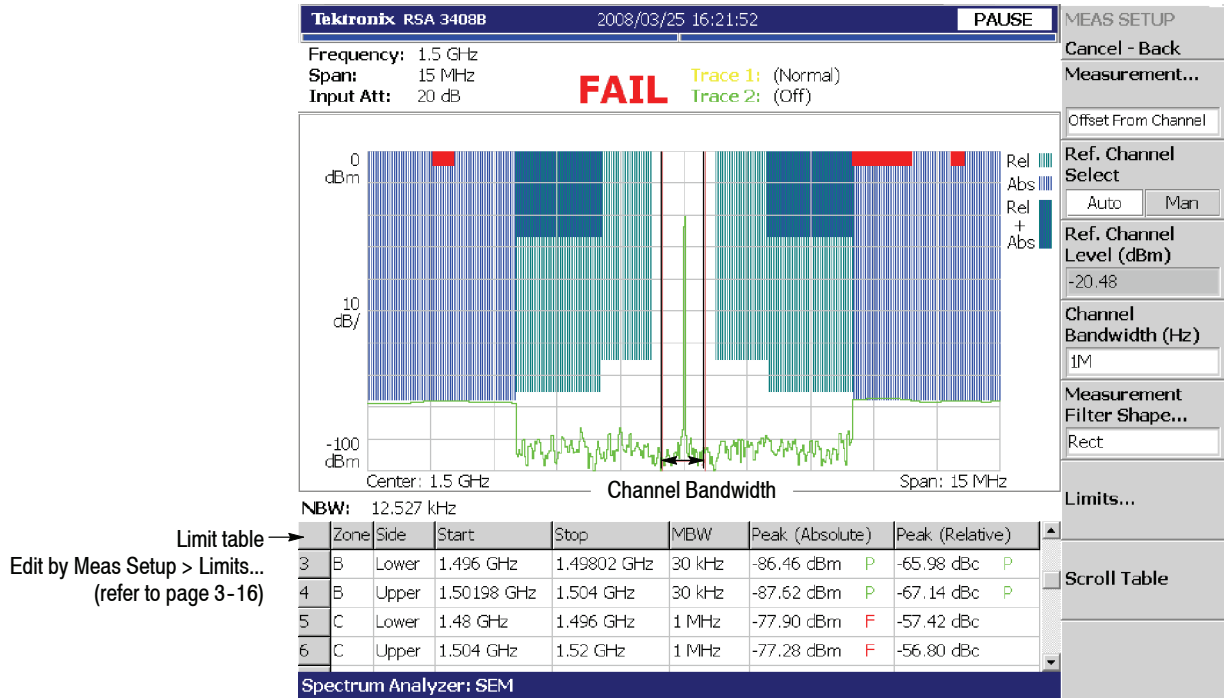 Tektronix RSA 3408B 2008/03/25 16:21:52 PAUSE
Frequency: 1.5 GHz
Span: 15 MHz
Input Att: 20 dB
FAIL
Trace 1: (Normal)
Trace 2: (Off)
0
dBm
10
dB/
-100
dBm
Rel
Abs
Rel
+
Abs
Center: 1.5 GHz
Channel Bandwidth
Span: 15 MHz
NBW: 12.527 kHz
Limit table
Edit by Meas Setup > Limits...
(refer to page 3-16)
Zone Side Start Stop MBW Peak (Absolute) Peak (Relative)
3 B Lower 1.496 GHz 1.49802 GHz 30 kHz -86.46 dBm P -65.98 dBc P
4 B Upper 1.50198 GHz 1.504 GHz 30 kHz -87.62 dBm P -67.14 dBc P
5 C Lower 1.48 GHz 1.496 GHz 1 MHz -77.90 dBm F -57.42 dBc
6 C Upper 1.504 GHz 1.52 GHz 1 MHz -77.28 dBm F -56.80 dBc
Spectrum Analyzer: SEM
MEAS SETUP
Cancel - Back
Measurement...
Offset From Channel
Ref. Channel
Select
Auto Man
Ref. Channel
Level (dBm)
-20.48
Channel
Bandwidth (Hz)
1M
Measurement
Filter Shape...
Rect
Limits...
Scroll Table